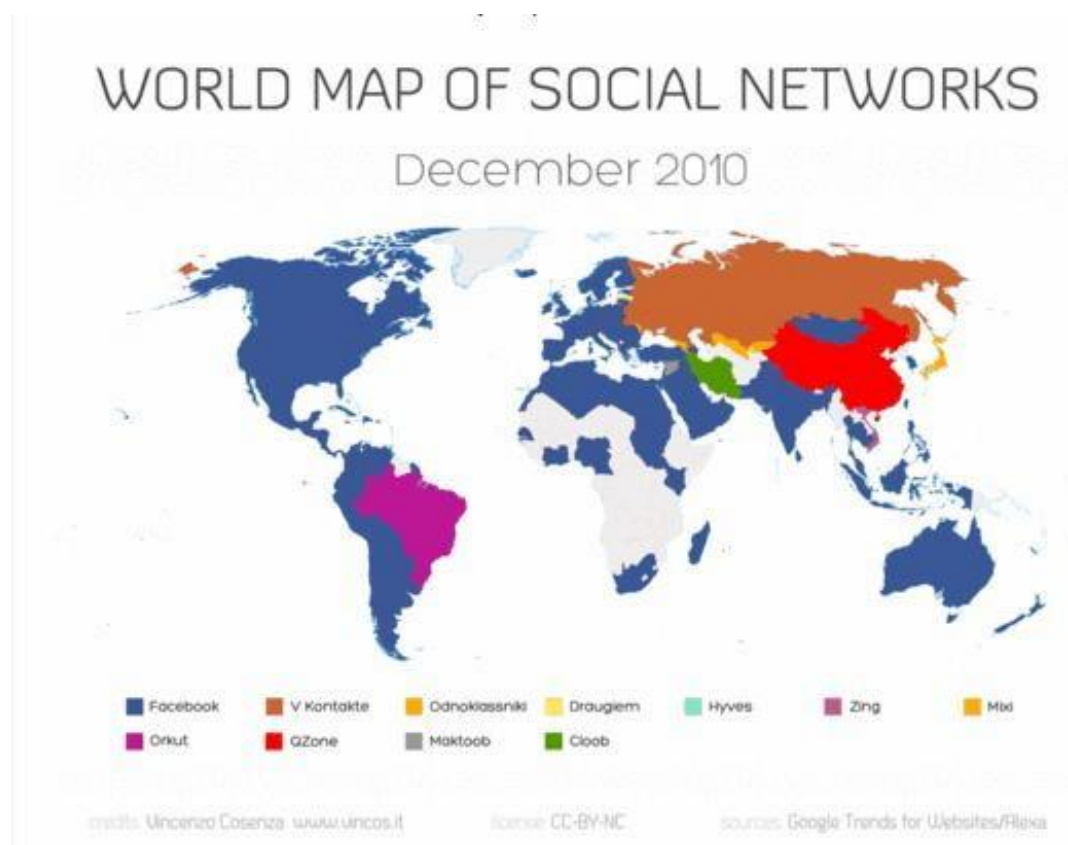 WORLD MAP OF SOCIAL NETWORKS
December 2010
Facebook V Kontakte Odnoklassniki Draugiem Hyves Zing Mixi
Orkut QZone Maktoob Cloob
credits: Vincenzo Cosenza www.vincos.it license: CC-BY-NC sources: Google Trends for Websites/Alexa